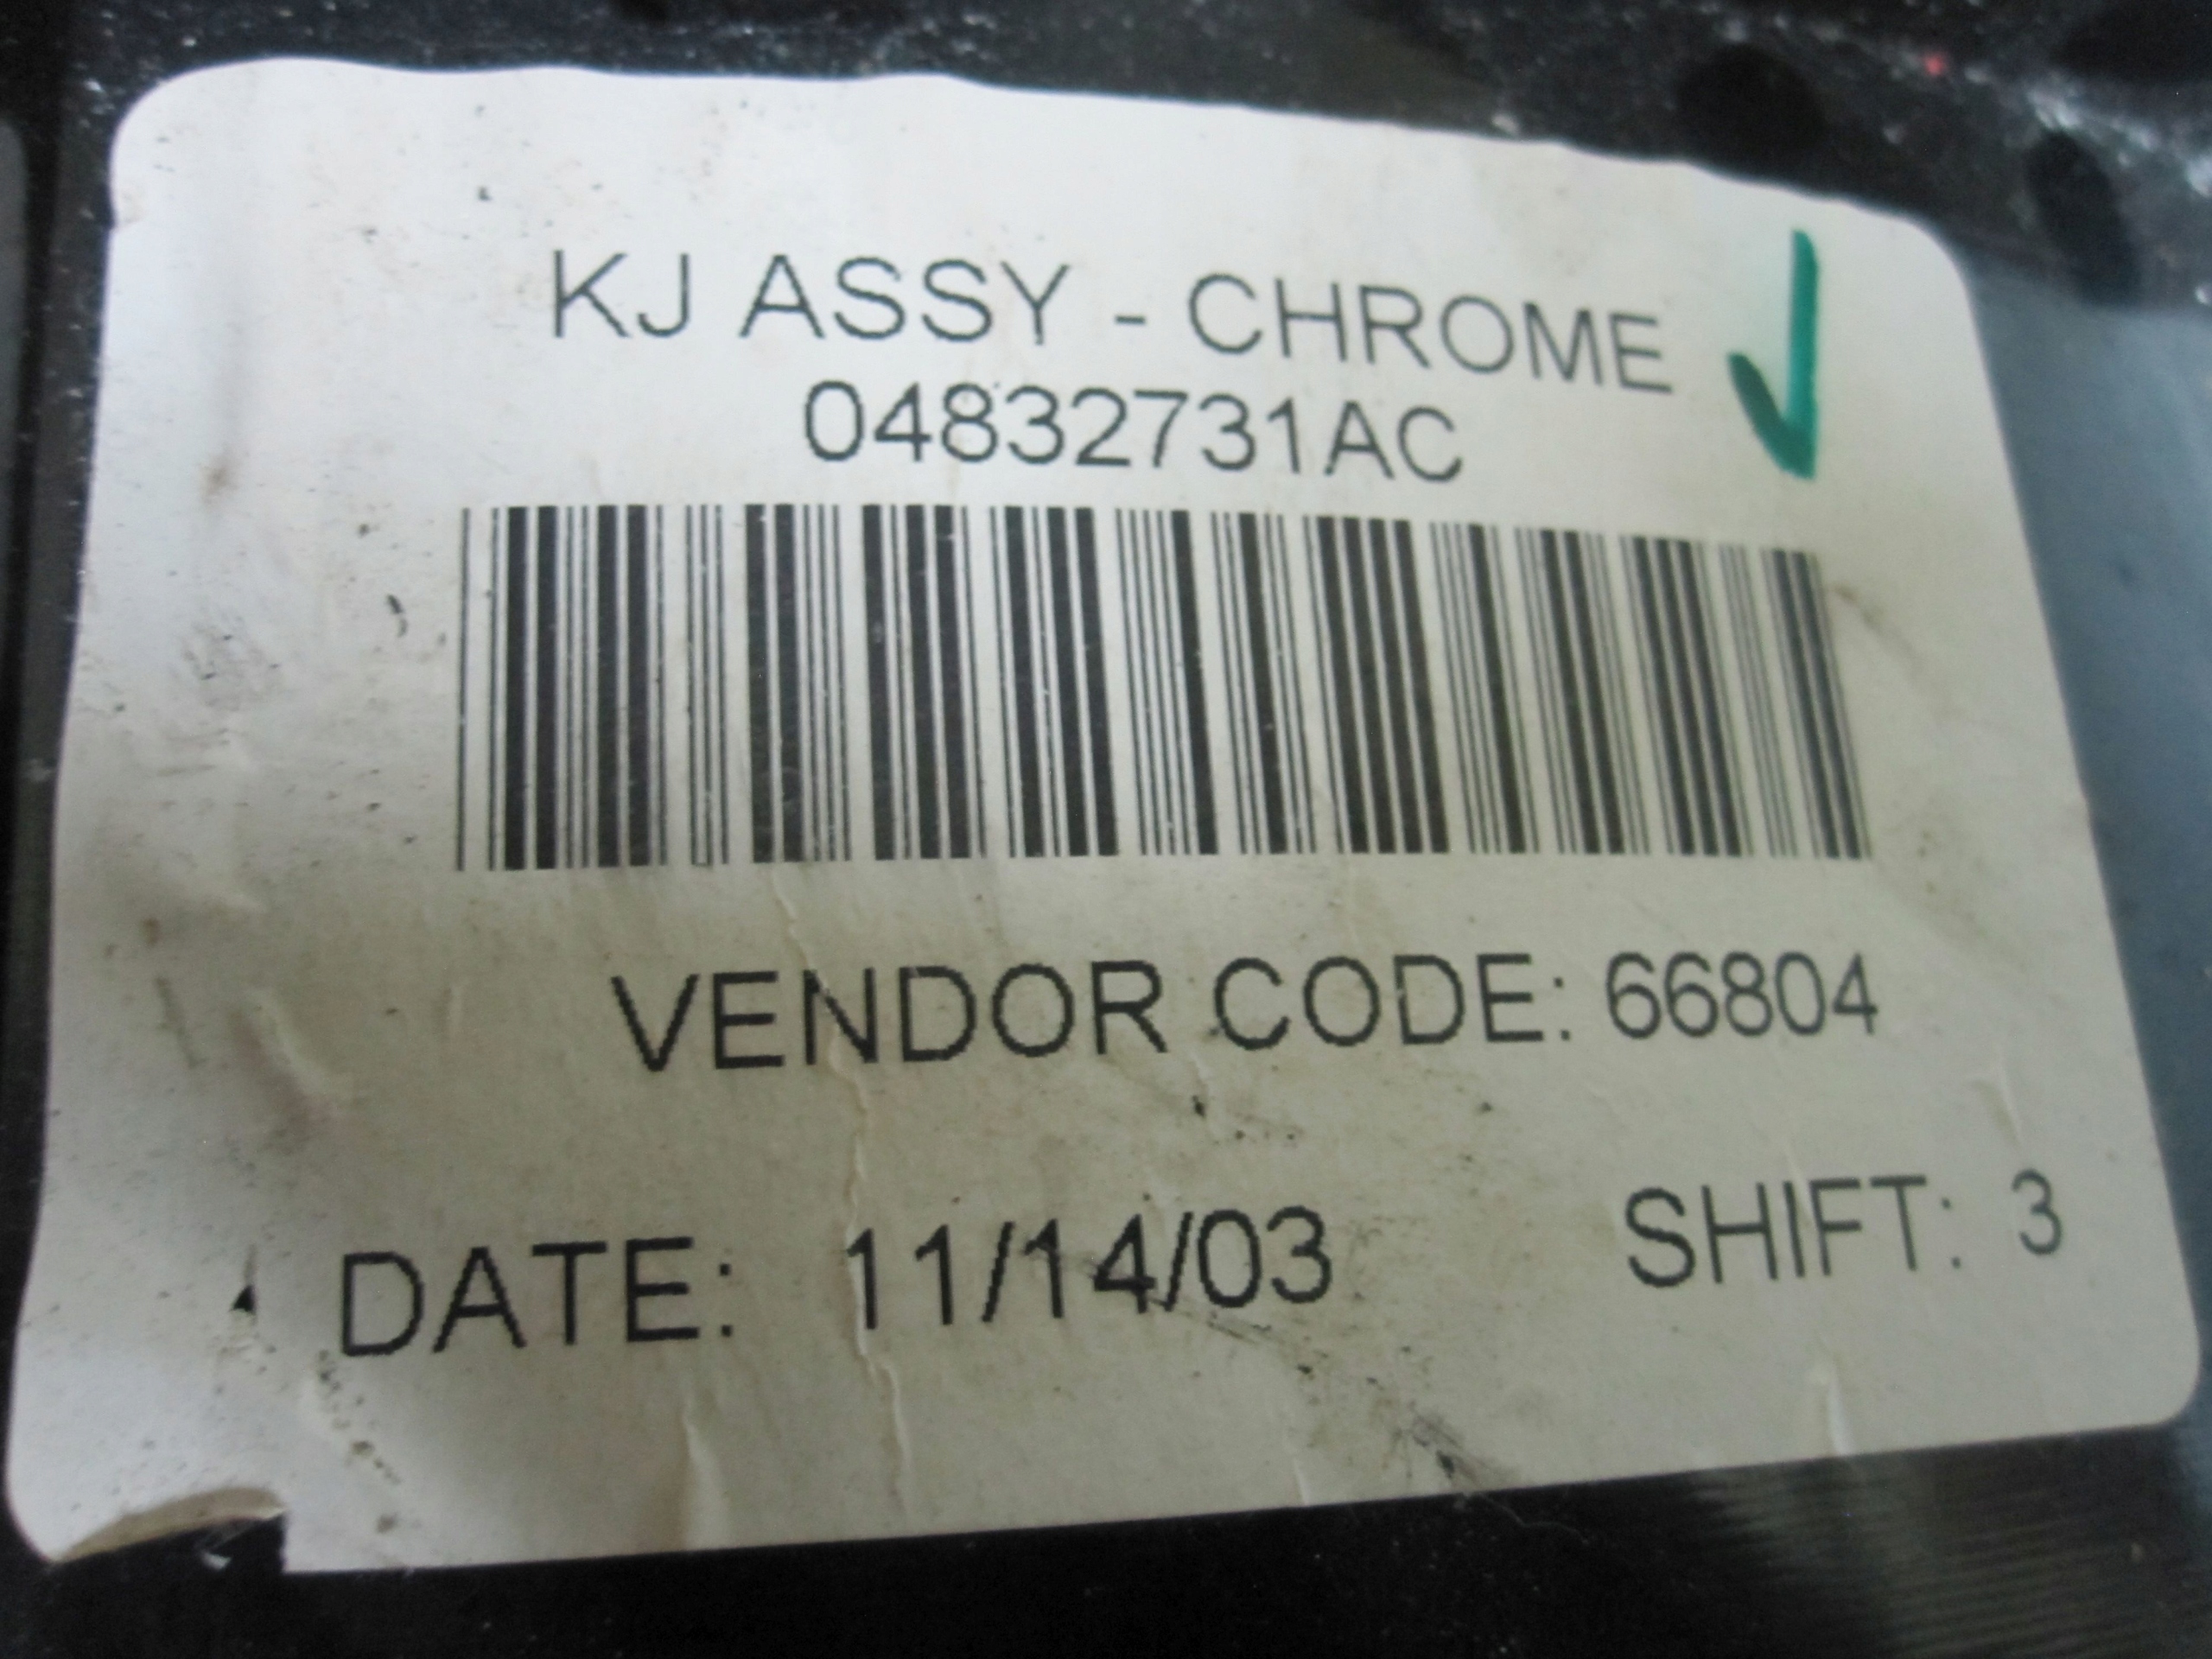 KJ ASSY - CHROME
04832731AC
VENDOR CODE: 66804
DATE: 11/14/03 SHIFT: 3